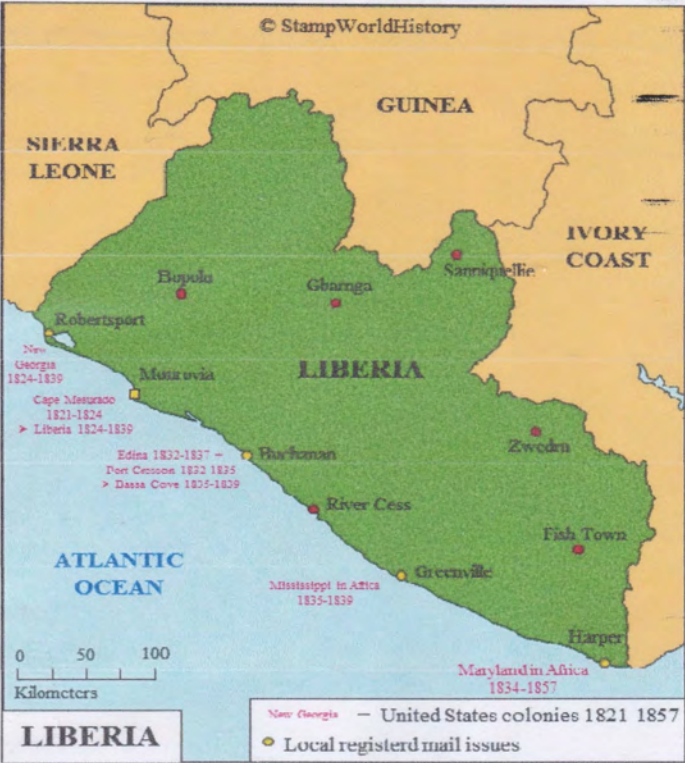 © StampWorldHistory
GUINEA
SIERRA
LEONE
IVORY
COAST
Sanniquellie
Bopolu
Gbarnga
Robertsport
New
Georgia
1824-1839
LIBERIA
Monrovia
Cape Mesurado
1821-1824
➤ Liberia 1824-1839
Zwedru
Edina 1832-1837 –
Port Cresson 1832-1835
➤ Bassa Cove 1835-1839
Buchanan
River Cess
Fish Town
ATLANTIC
OCEAN
Greenville
Mississippi in Africa
1835-1839
Harper
0 50 100
Kilometers
Maryland in Africa
1834-1857
New Georgia – United States colonies 1821 1857
Local registerd mail issues
LIBERIA